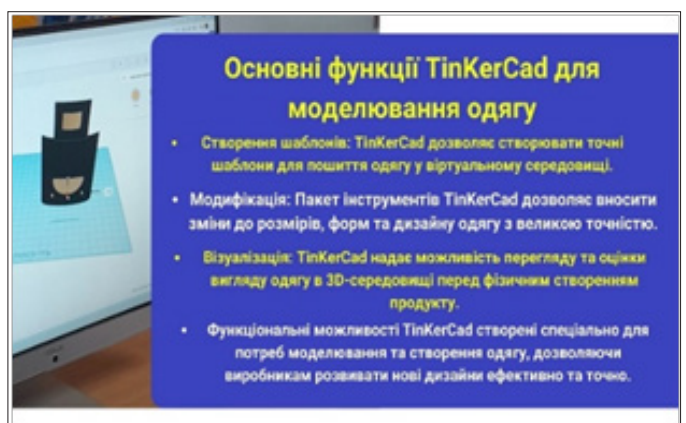 Основні функції TinKerCad для
моделювання одягу
• Створення шаблонів: TinKerCad дозволяє створювати точні
шаблони для пошиття одягу у віртуальному середовищі.
• Модифікація: Пакет інструментів TinKerCad дозволяє вносити
зміни до розмірів, форм та дизайну одягу з великою точністю.
• Візуалізація: TinKerCad надає можливість перегляду та оцінки
вигляду одягу в 3D-середовищі перед фізичним створенням
продукту.
• Функціональні можливості TinKerCad створені спеціально для
потреб моделювання та створення одягу, дозволяючи
виробникам розвивати нові дизайни ефективно та точно.